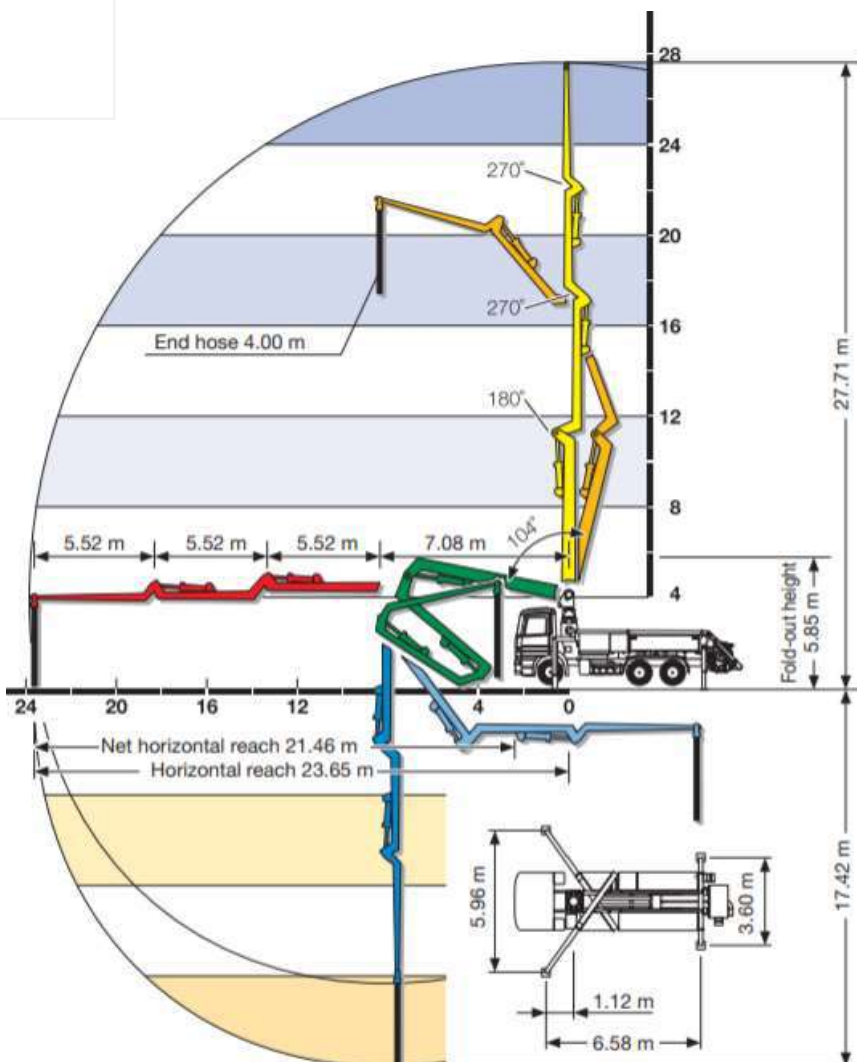 28
24
270°
20
270°
16
End hose 4.00 m
27.71 m
180°
12
8
5.52 m
5.52 m
5.52 m
7.08 m
104°
4
Fold-out height
5.85 m
24
20
16
12
4
0
Net horizontal reach 21.46 m
Horizontal reach 23.65 m
17.42 m
5.96 m
3.60 m
1.12 m
6.58 m